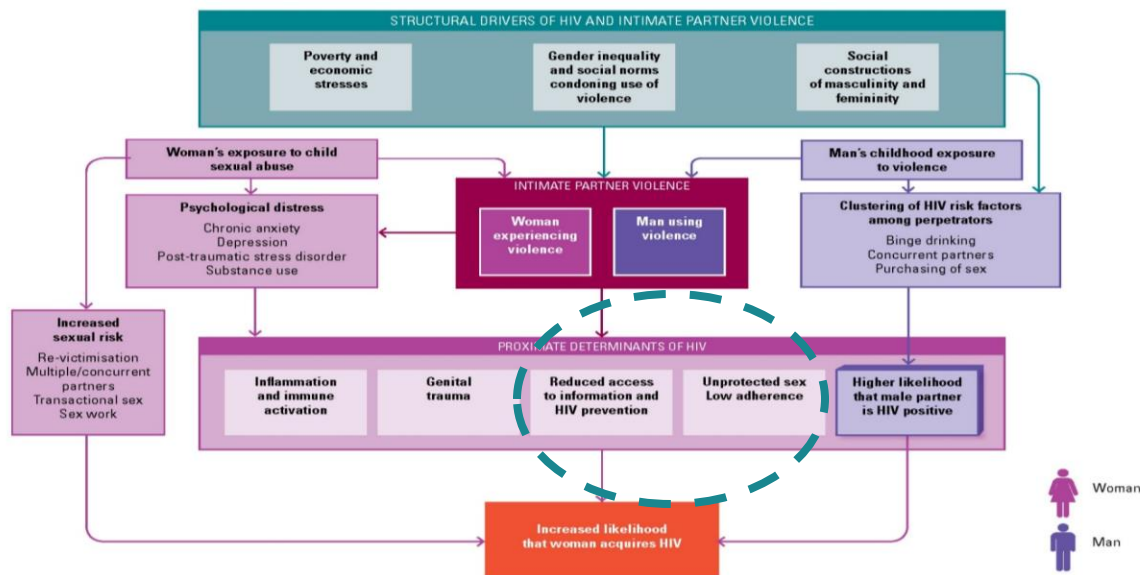 STRUCTURAL DRIVERS OF HIV AND INTIMATE PARTNER VIOLENCE
Poverty and
economic
stresses
Gender inequality
and social norms
condoning use of
violence
Social
constructions
of masculinity and
femininity
Woman's exposure to child
sexual abuse
Man's childhood exposure
to violence
INTIMATE PARTNER VIOLENCE
Woman
experiencing
violence
Man using
violence
Psychological distress
Chronic anxiety
Depression
Post-traumatic stress disorder
Substance use
Clustering of HIV risk factors
among perpetrators
Binge drinking
Concurrent partners
Purchasing of sex
Increased
sexual risk
Re-victimisation
Multiple/concurrent
partners
Transactional sex
Sex work
PROXIMATE DETERMINANTS OF HIV
Inflammation
and immune
activation
Genital
trauma
Reduced access
to information and
HIV prevention
Unprotected sex
Low adherence
Higher likelihood
that male partner
is HIV positive
Increased likelihood
that woman acquires HIV
Woman
Man